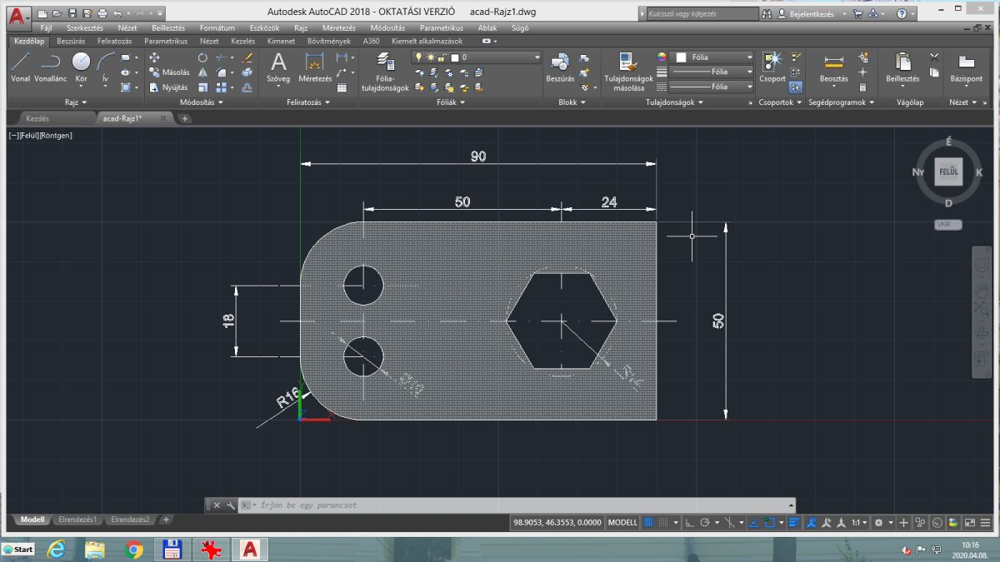 Autodesk AutoCAD 2018 - OKTATÁSI VERZIÓ acad-Rajz1.dwg
Kulcsszó vagy kifejezés
Bejelentkezés
Fájl Szerkesztés Nézet Beillesztés Formátum Eszközök Rajz Méretezés Módosítás Parametrikus Ablak Súgó
Kezdőlap Beszúrás Feliratozás Parametrikus Nézet Kezelés Kimenet Bővítmények A360 Kiemelt alkalmazások
Vonal Vonallánc Kör Ív
Másolás
Nyújtás
Szöveg Méretezés
Fólia-
tulajdonságok
0
Beszúrás
Tulajdonságok
másolása
Fólia
Fólia
Fólia
Csoport
Beosztás
Beillesztés
Bázispont
Rajz Módosítás Feliratozás Fóliák Blokk Tulajdonságok Csoportok Segédprogramok Vágólap Nézet
Kezdés acad-Rajz1*
[−][Felül][Röntgen]
90
50
24
18
50
R16
É
Ny FELÜL K
D
VKR
Írjon be egy parancsot
Modell Elrendezés1 Elrendezés2 +
98.9053, 46.3553, 0.0000 MODELL 1:1
Start
10:16
2020.04.08.